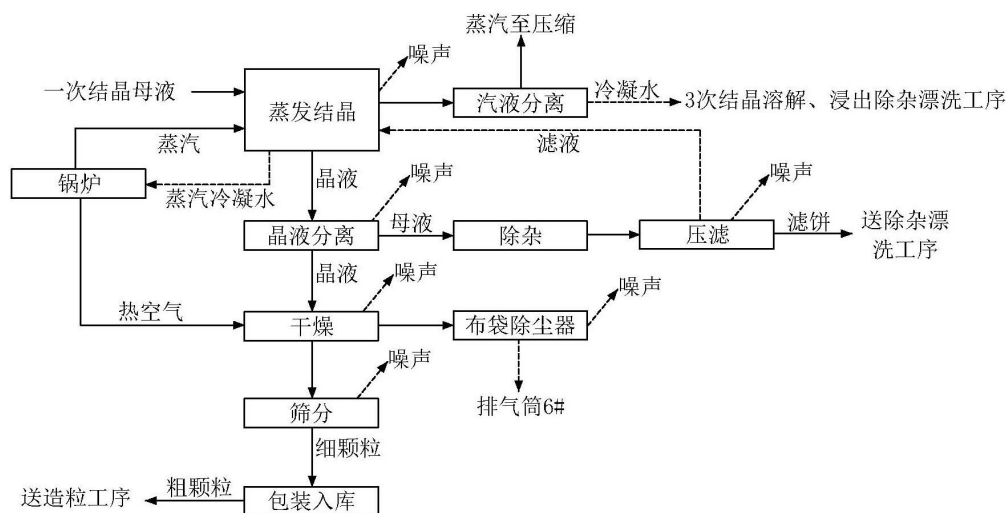 蒸汽至压缩
噪声
一次结晶母液
蒸发结晶
汽液分离
冷凝水
3次结晶溶解、浸出除杂漂洗工序
蒸汽
滤液
锅炉
蒸汽冷凝水
晶液
噪声
噪声
晶液分离
母液
除杂
压滤
滤饼
送除杂漂
洗工序
晶液
噪声
噪声
热空气
干燥
布袋除尘器
噪声
筛分
排气筒6#
细颗粒
送造粒工序
粗颗粒
包装入库